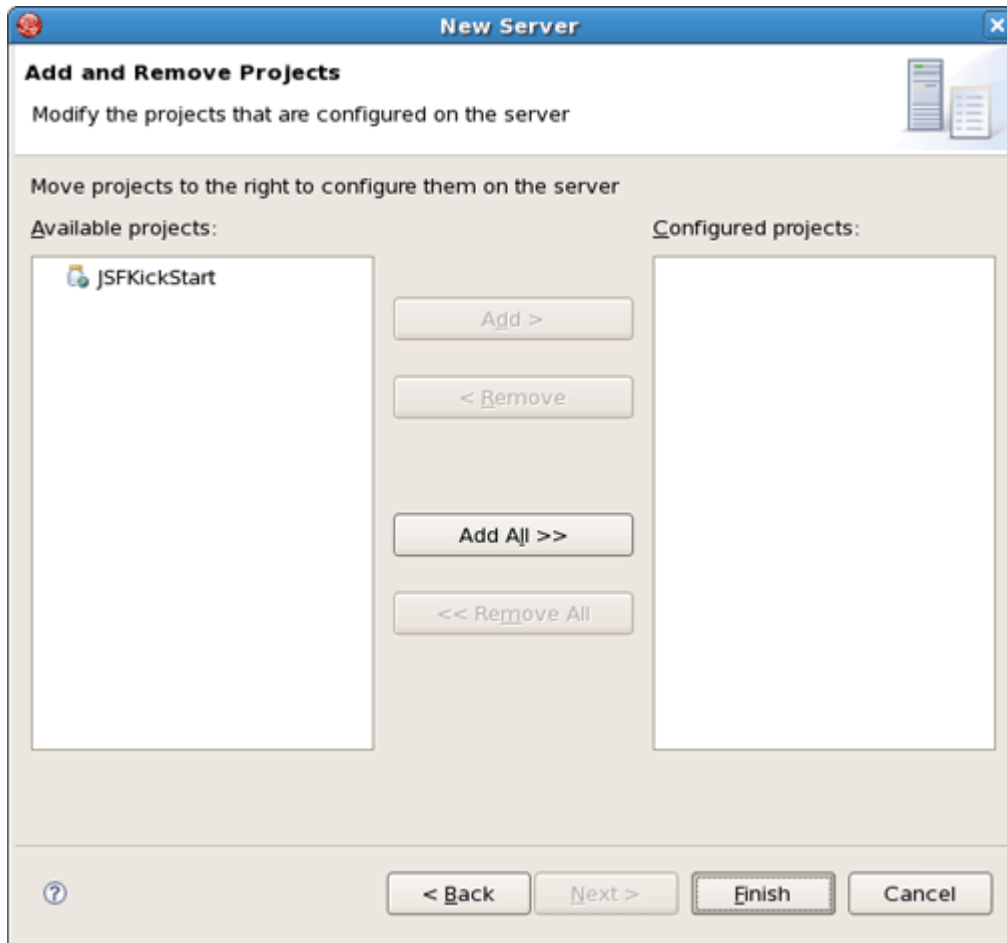 New Server
Add and Remove Projects
Modify the projects that are configured on the server
Move projects to the right to configure them on the server
Available projects:
Configured projects:
JSFKickStart
Add >
< Remove
Add All >>
<< Remove All
< Back
Next >
Finish
Cancel